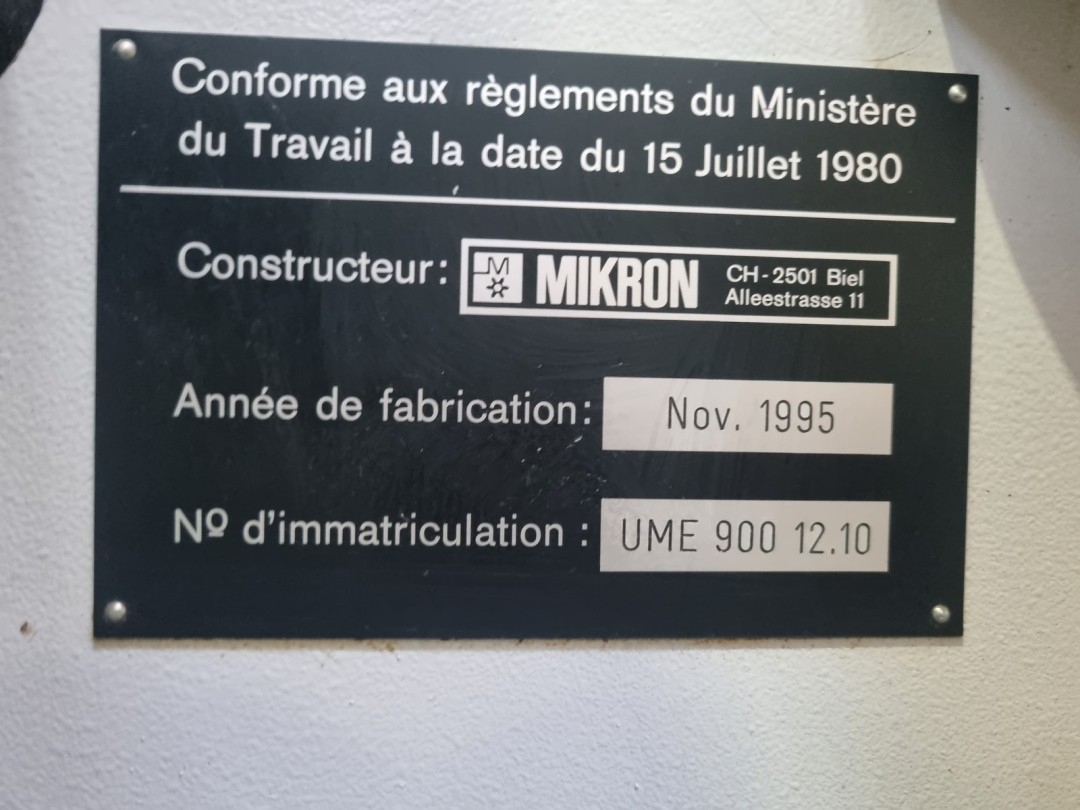 Conforme aux règlements du Ministère
du Travail à la date du 15 Juillet 1980
Constructeur: M MIKRON CH-2501 Biel
Alleestrasse 11
Année de fabrication: Nov. 1995
Nº d'immatriculation : UME 900 12.10